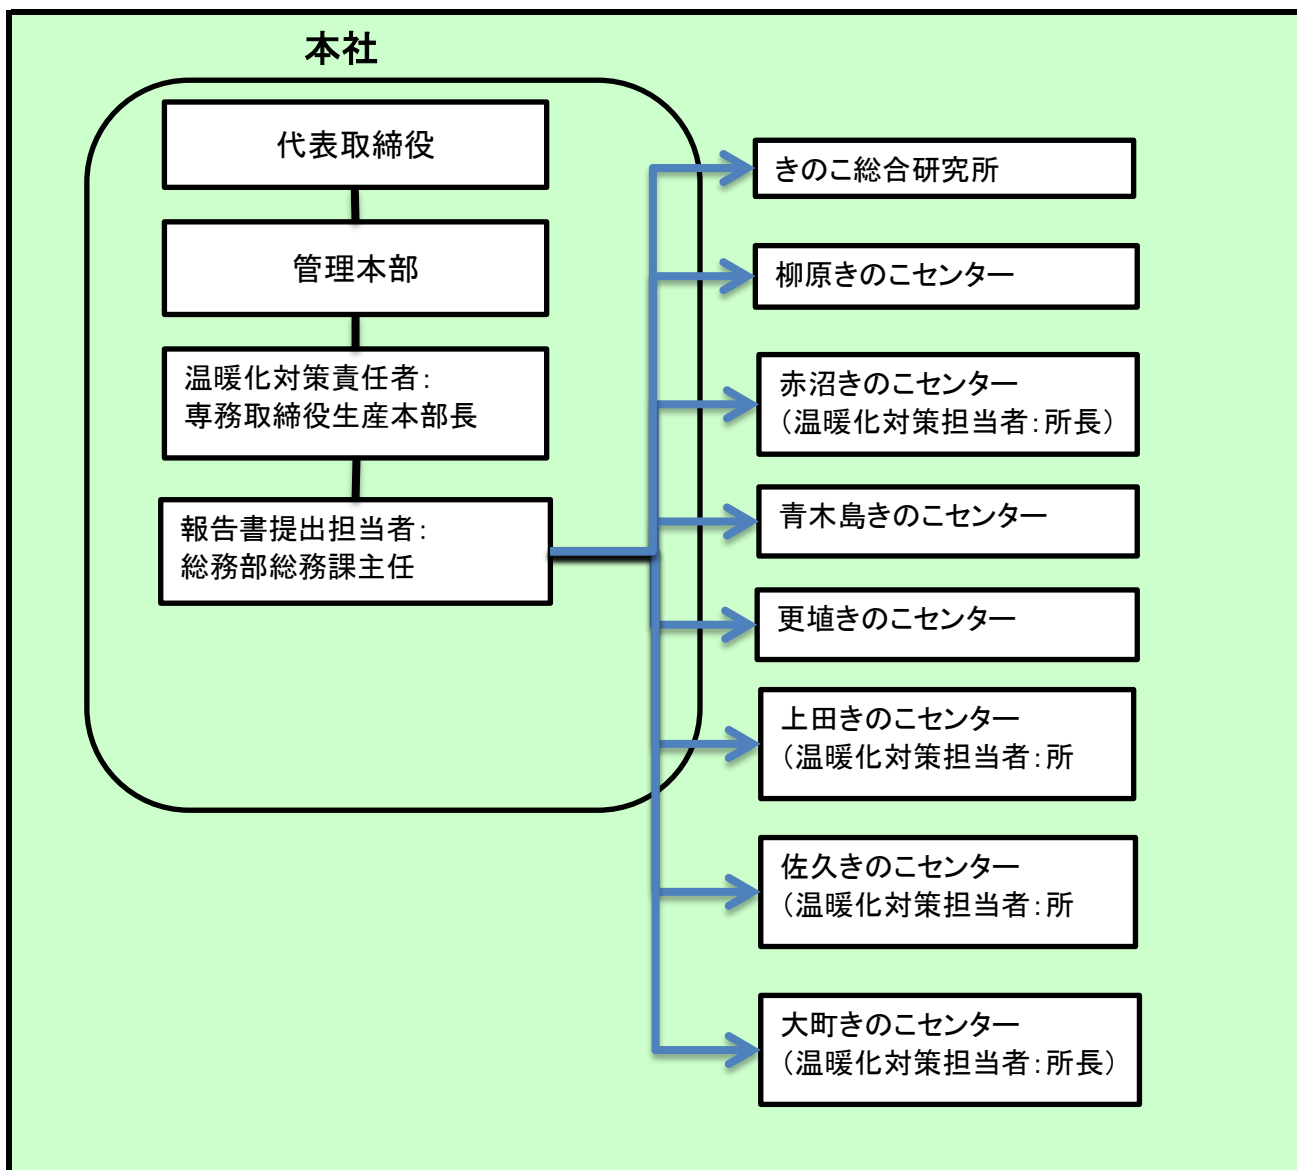 本社
代表取締役
管理本部
温暖化対策責任者：
専務取締役生産本部長
報告書提出担当者：
総務部総務課主任
きのこ総合研究所
柳原きのこセンター
赤沼きのこセンター
（温暖化対策担当者：所長）
青木島きのこセンター
更埴きのこセンター
上田きのこセンター
（温暖化対策担当者：所
佐久きのこセンター
（温暖化対策担当者：所
大町きのこセンター
（温暖化対策担当者：所長）